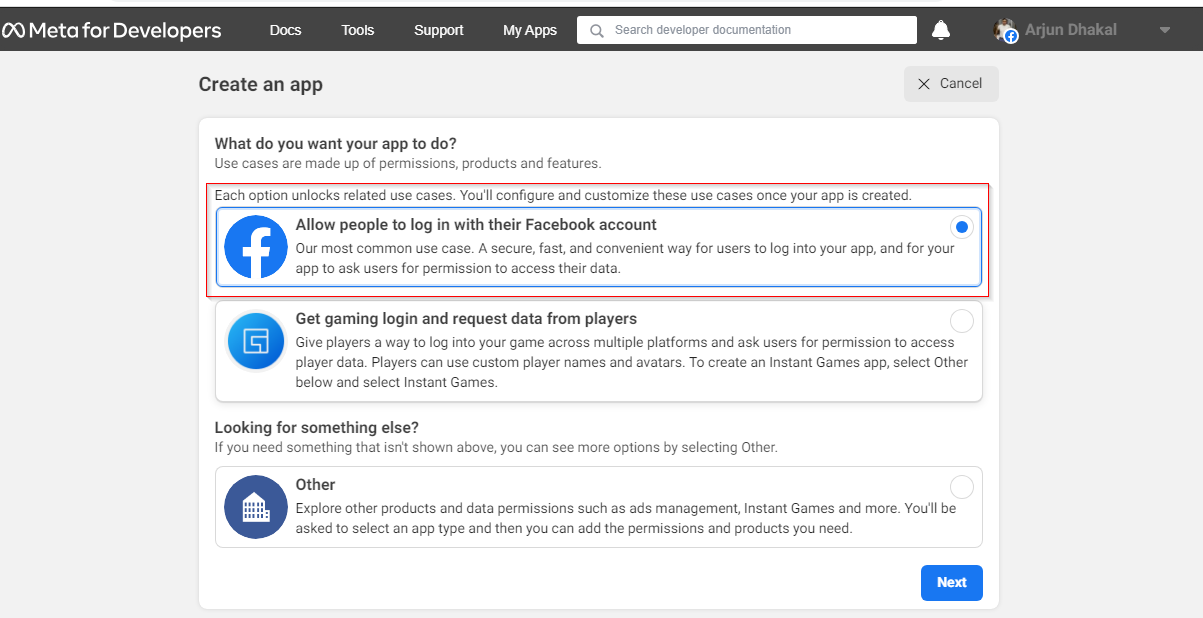 Meta for Developers Docs Tools Support My Apps Search developer documentation Arjun Dhakal
Create an app
Cancel
What do you want your app to do?
Use cases are made up of permissions, products and features.
Each option unlocks related use cases. You'll configure and customize these use cases once your app is created.
Allow people to log in with their Facebook account
Our most common use case. A secure, fast, and convenient way for users to log into your app, and for your
app to ask users for permission to access their data.
Get gaming login and request data from players
Give players a way to log into your game across multiple platforms and ask users for permission to access
player data. Players can use custom player names and avatars. To create an Instant Games app, select Other
below and select Instant Games.
Looking for something else?
If you need something that isn't shown above, you can see more options by selecting Other.
Other
Explore other products and data permissions such as ads management, Instant Games and more. You'll be
asked to select an app type and then you can add the permissions and products you need.
Next